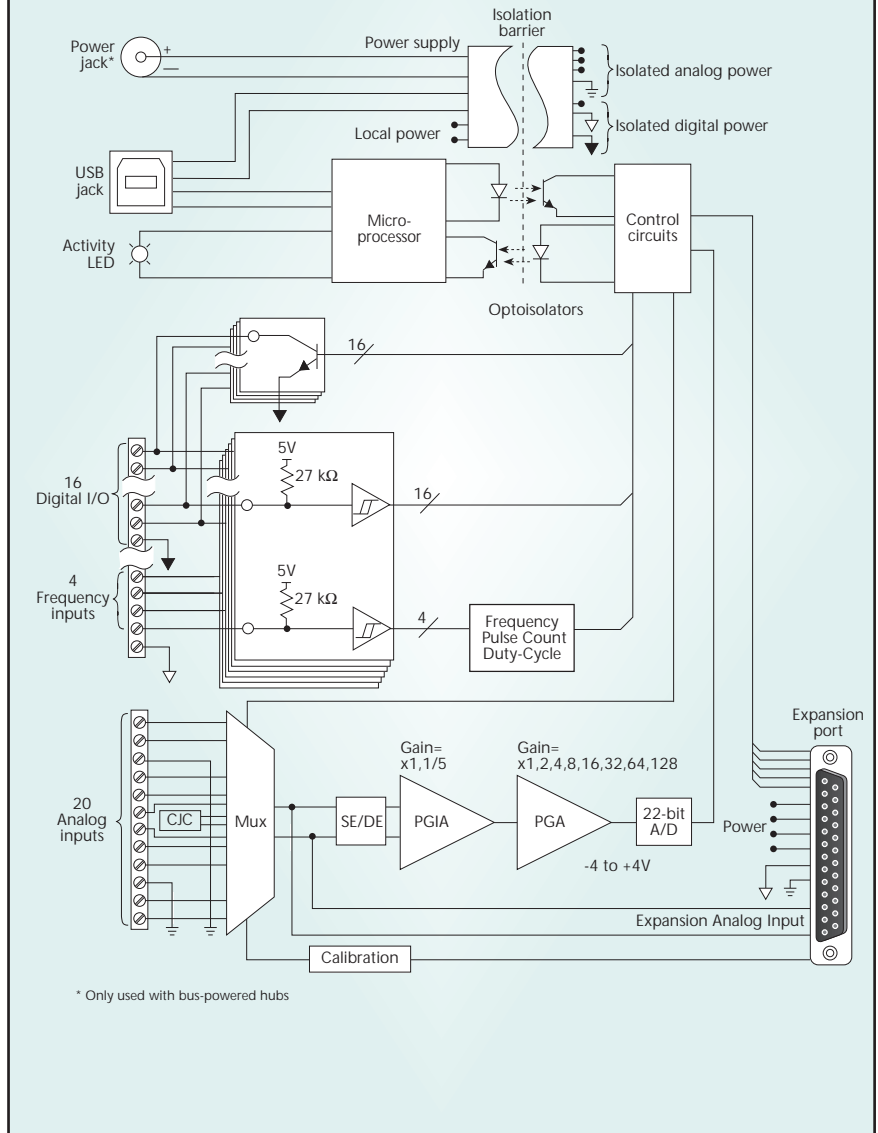 Isolation
barrier
Power
jack*
+
—
Power supply
Isolated analog power
Local power
Isolated digital power
USB
jack
Micro-
processor
Control
circuits
Activity
LED
Optoisolators
16
5V
27 kΩ
16
16
Digital I/O
4
Frequency
inputs
5V
27 kΩ
4
Frequency
Pulse Count
Duty-Cycle
Expansion
port
Gain=
x1,1/5
Gain=
x1,2,4,8,16,32,64,128
20
Analog
inputs
CJC
Mux
SE/DE
PGIA
PGA
22-bit
A/D
Power
-4 to +4V
Expansion Analog Input
Calibration
* Only used with bus-powered hubs